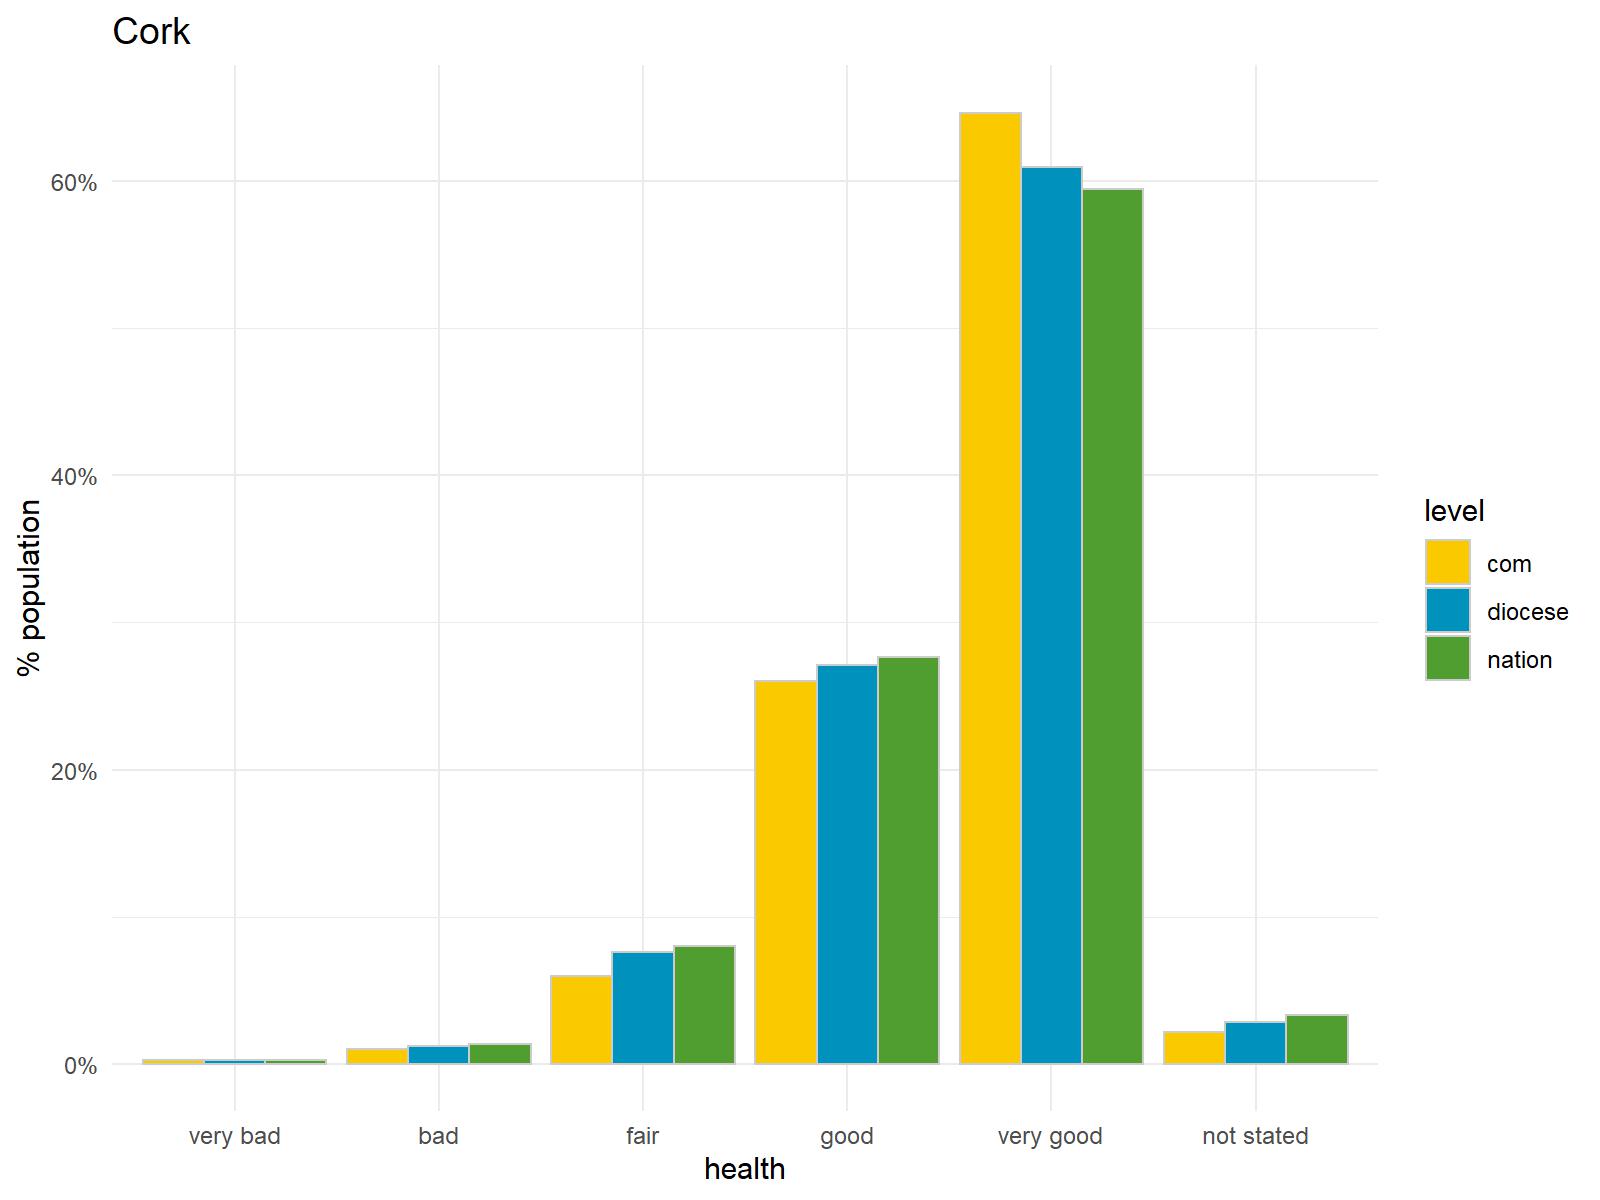 Cork
60%
40%
20%
0%
% population
very bad
bad
fair
good
very good
not stated
health
level
com
diocese
nation